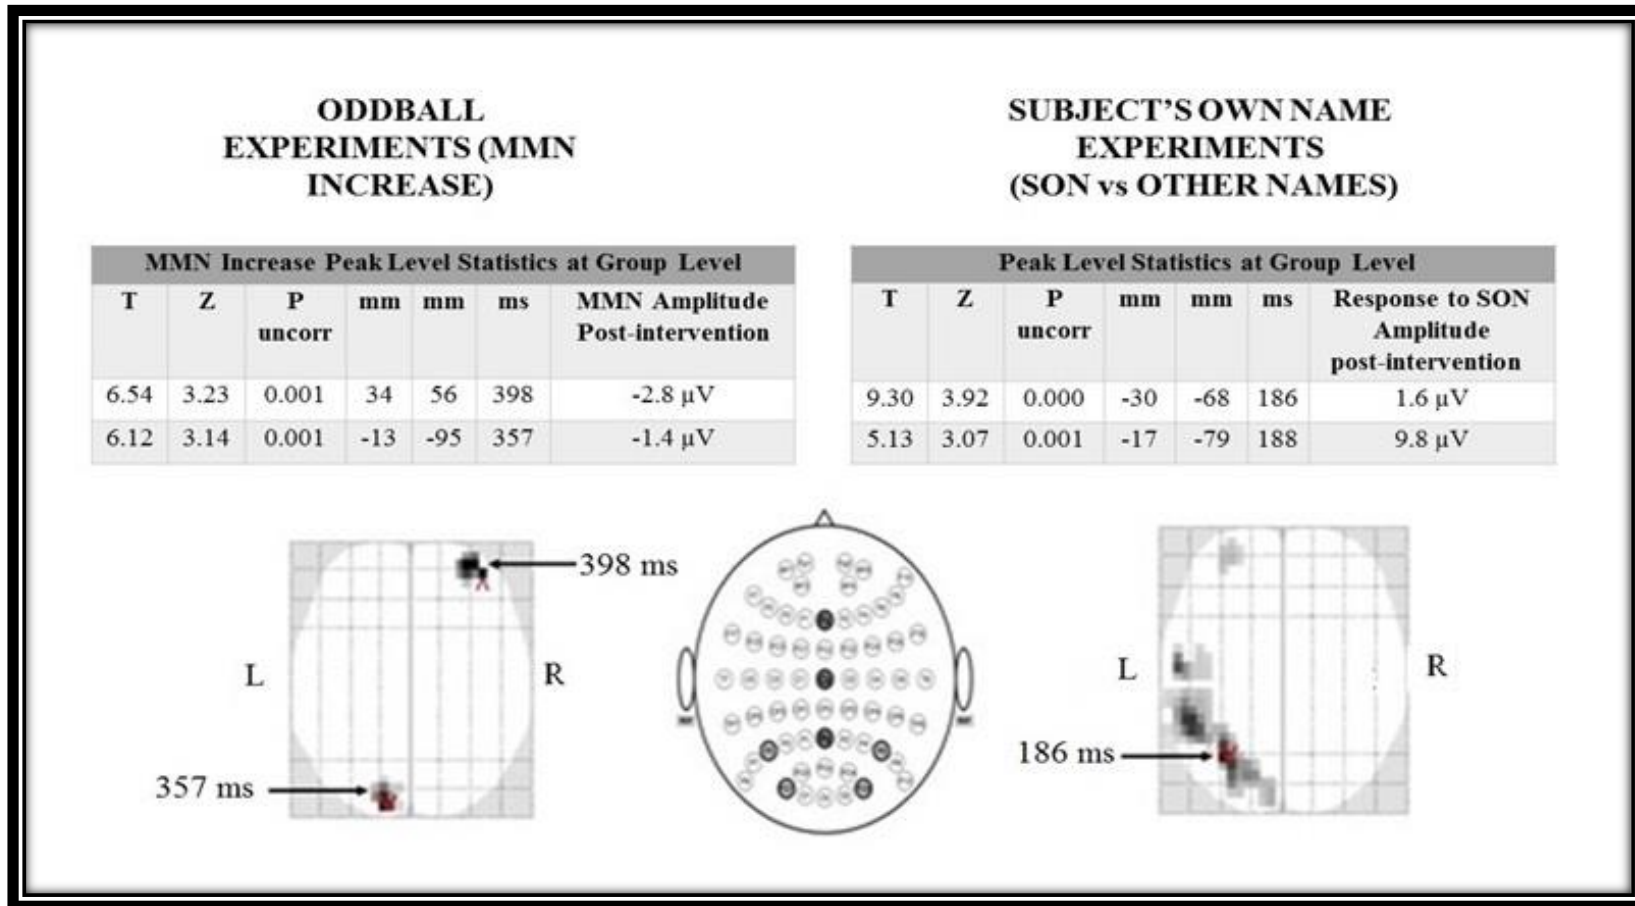 ODDBALL
EXPERIMENTS (MMN
INCREASE)
MMN Increase Peak Level Statistics at Group Level
T Z P mm mm ms MMN Amplitude
uncorr Post-intervention
6.54 3.23 0.001 34 56 398 -2.8 µV
6.12 3.14 0.001 -13 -95 357 -1.4 µV
SUBJECT'S OWN NAME
EXPERIMENTS
(SON vs OTHER NAMES)
Peak Level Statistics at Group Level
T Z P mm mm ms Response to SON
uncorr Amplitude
post-intervention
9.30 3.92 0.000 -30 -68 186 1.6 µV
5.13 3.07 0.001 -17 -79 188 9.8 µV
398 ms
L
R
357 ms
L
R
186 ms